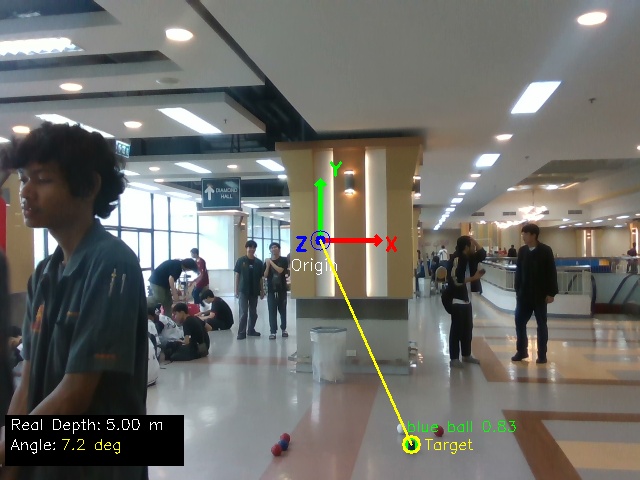 DIAMOND
HALL
Y
Z
X
Origin
blue ball 0.83
Target
Real Depth: 5.00 m
Angle: 7.2 deg